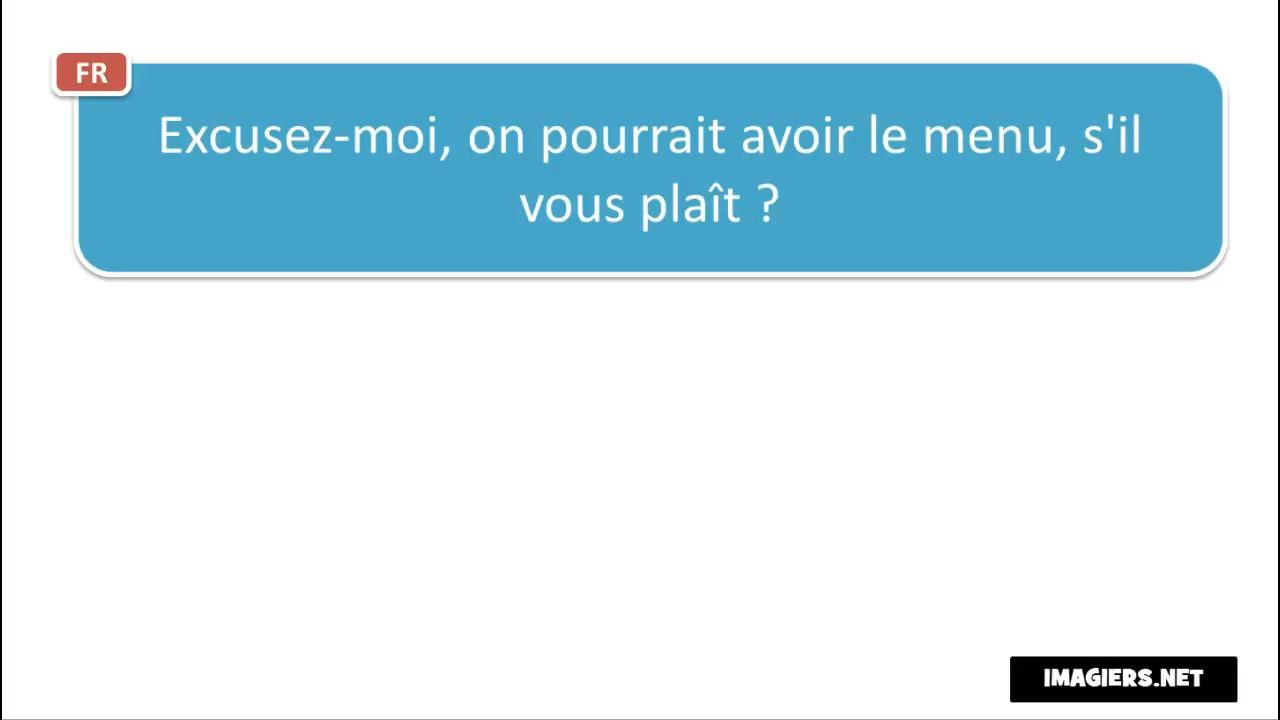 FR
Excusez-moi, on pourrait avoir le menu, s'il
vous plaît ?
IMAGIERS.NET